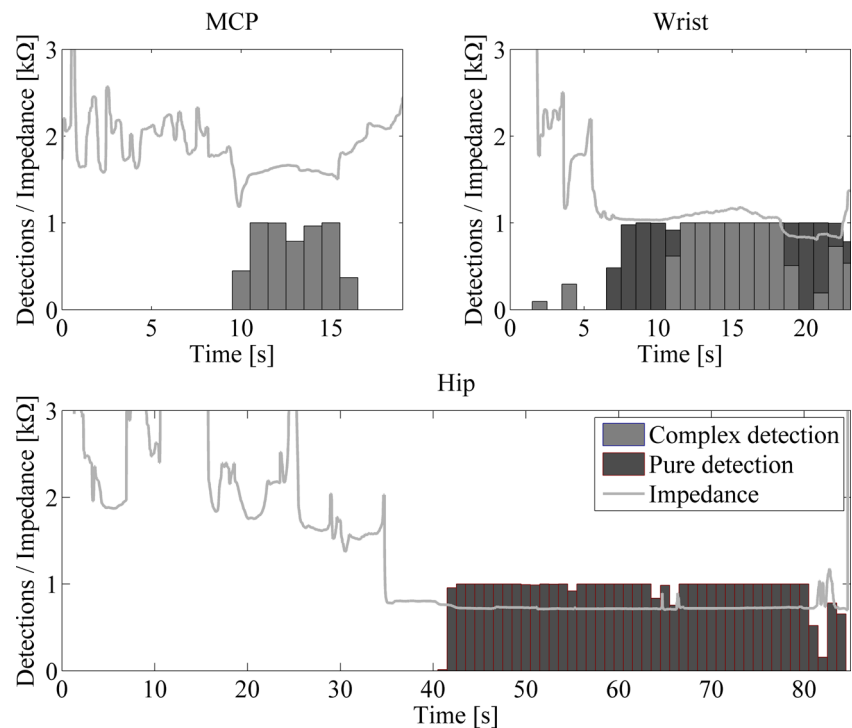 MCP
Detections / Impedance [kΩ]
3
2
1
0
0 5 10 15
Time [s]
Wrist
Detections / Impedance [kΩ]
3
2
1
0
0 5 10 15 20
Time [s]
Hip
Detections / Impedance [kΩ]
3
2
1
0
Complex detection
Pure detection
Impedance
0 10 20 30 40 50 60 70 80
Time [s]